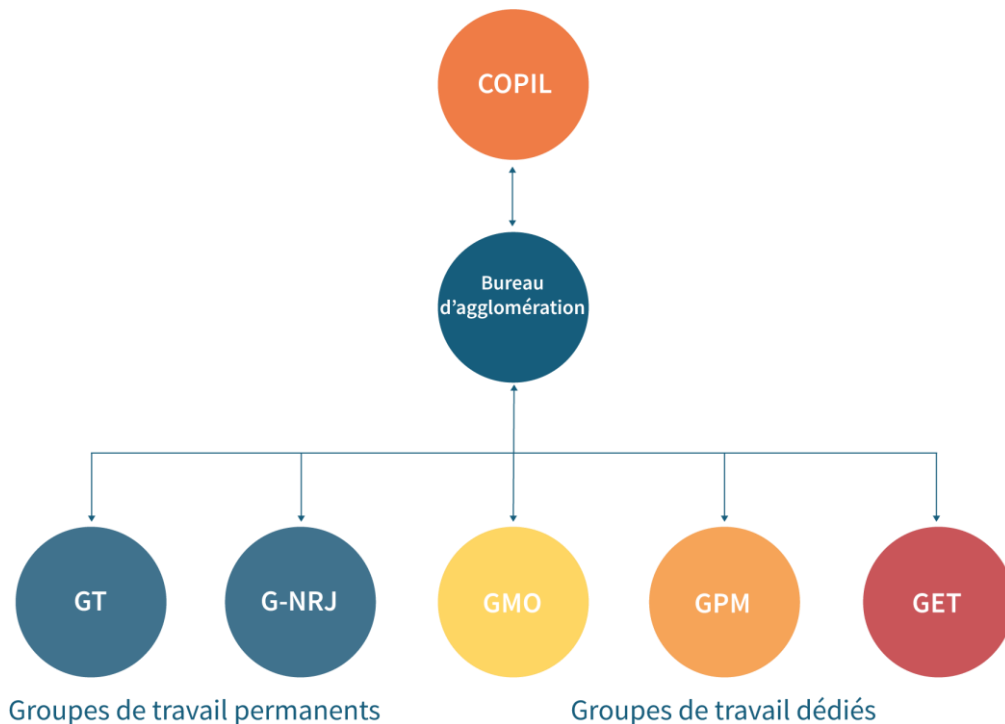 COPIL
Bureau
d’agglomération
GT
G-NRJ
GMO
GPM
GET
Groupes de travail permanents
Groupes de travail dédiés